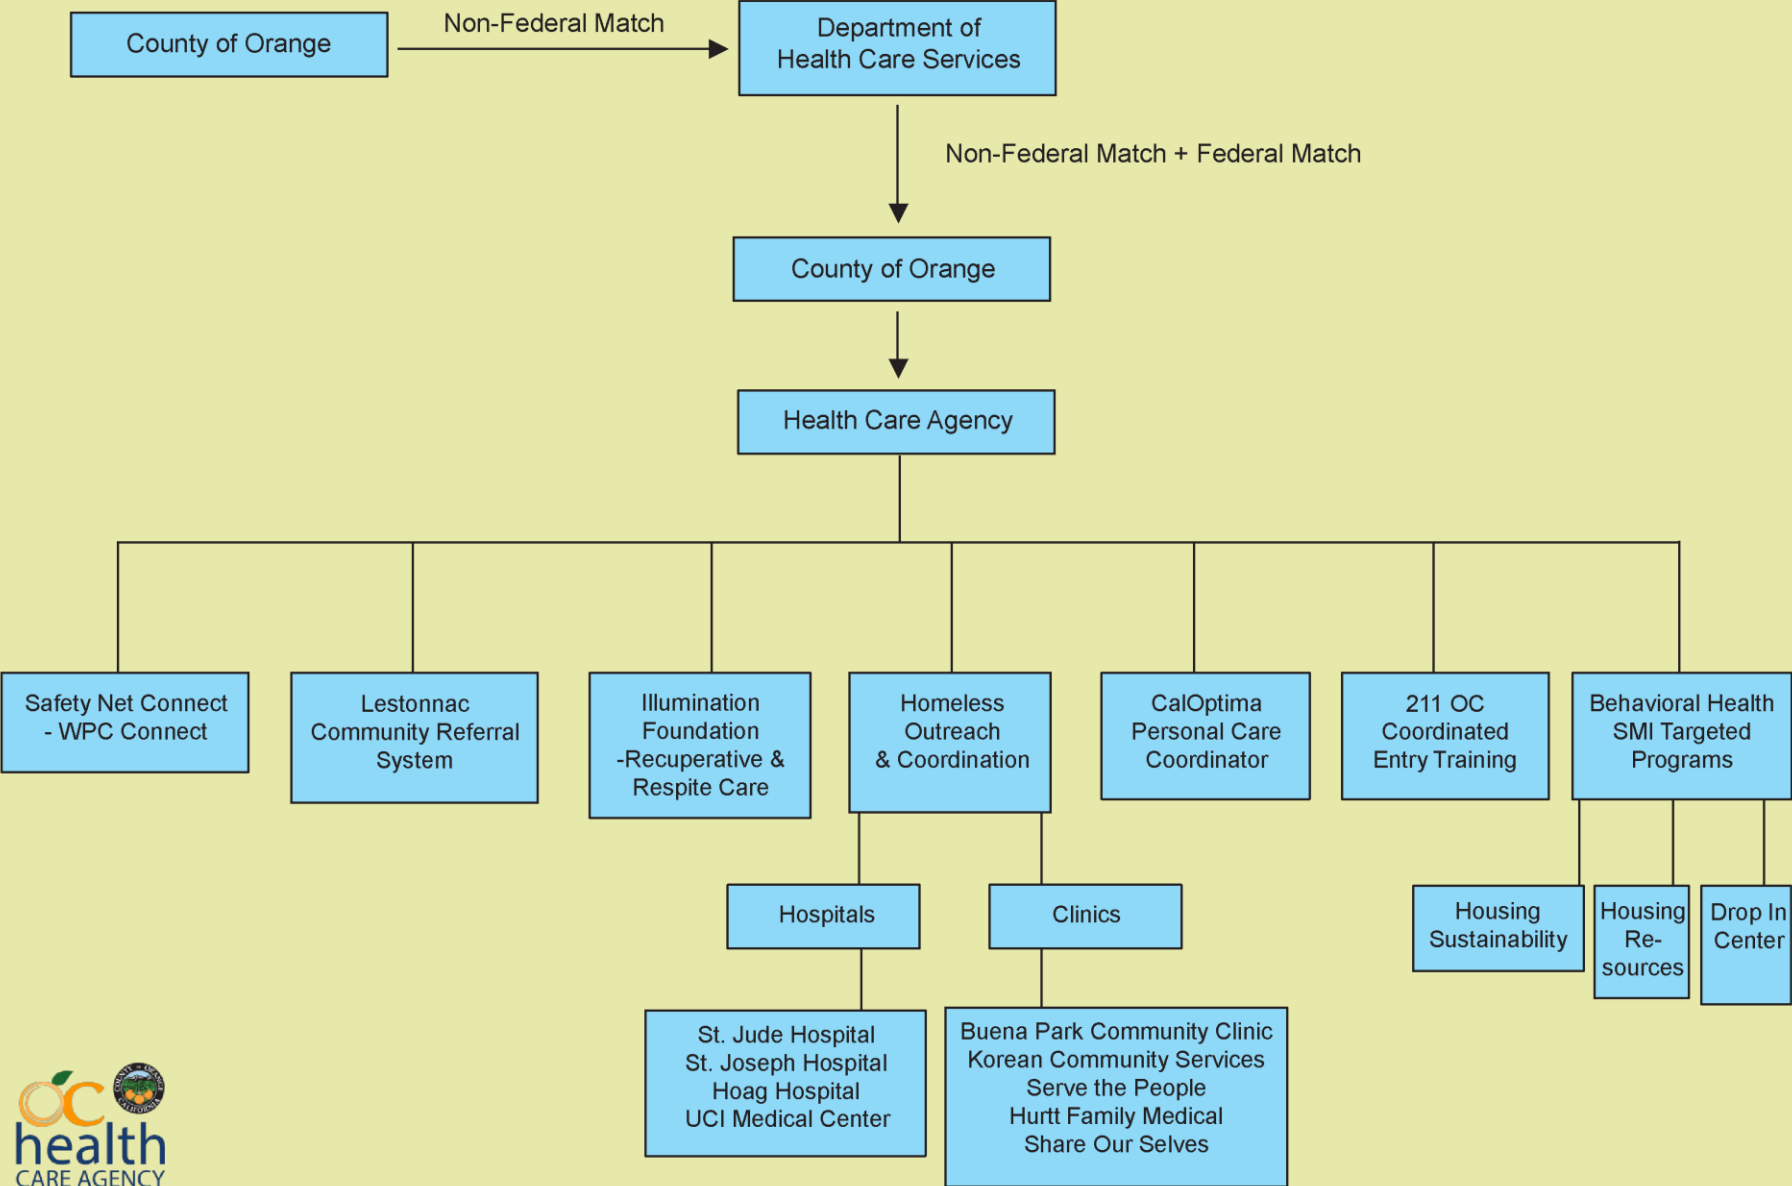 County of Orange
Non-Federal Match
Department of
Health Care Services
Non-Federal Match + Federal Match
County of Orange
Health Care Agency
Safety Net Connect
- WPC Connect
Lestonnac
Community Referral
System
Illumination
Foundation
-Recuperative &
Respite Care
Homeless
Outreach
& Coordination
CalOptima
Personal Care
Coordinator
211 OC
Coordinated
Entry Training
Behavioral Health
SMI Targeted
Programs
Hospitals
Clinics
Housing
Sustainability
Housing
Re-
sources
Drop In
Center
St. Jude Hospital
St. Joseph Hospital
Hoag Hospital
UCI Medical Center
Buena Park Community Clinic
Korean Community Services
Serve the People
Hurtt Family Medical
Share Our Selves
OC
COUNTY OF ORANGE
CALIFORNIA
health
CARE AGENCY